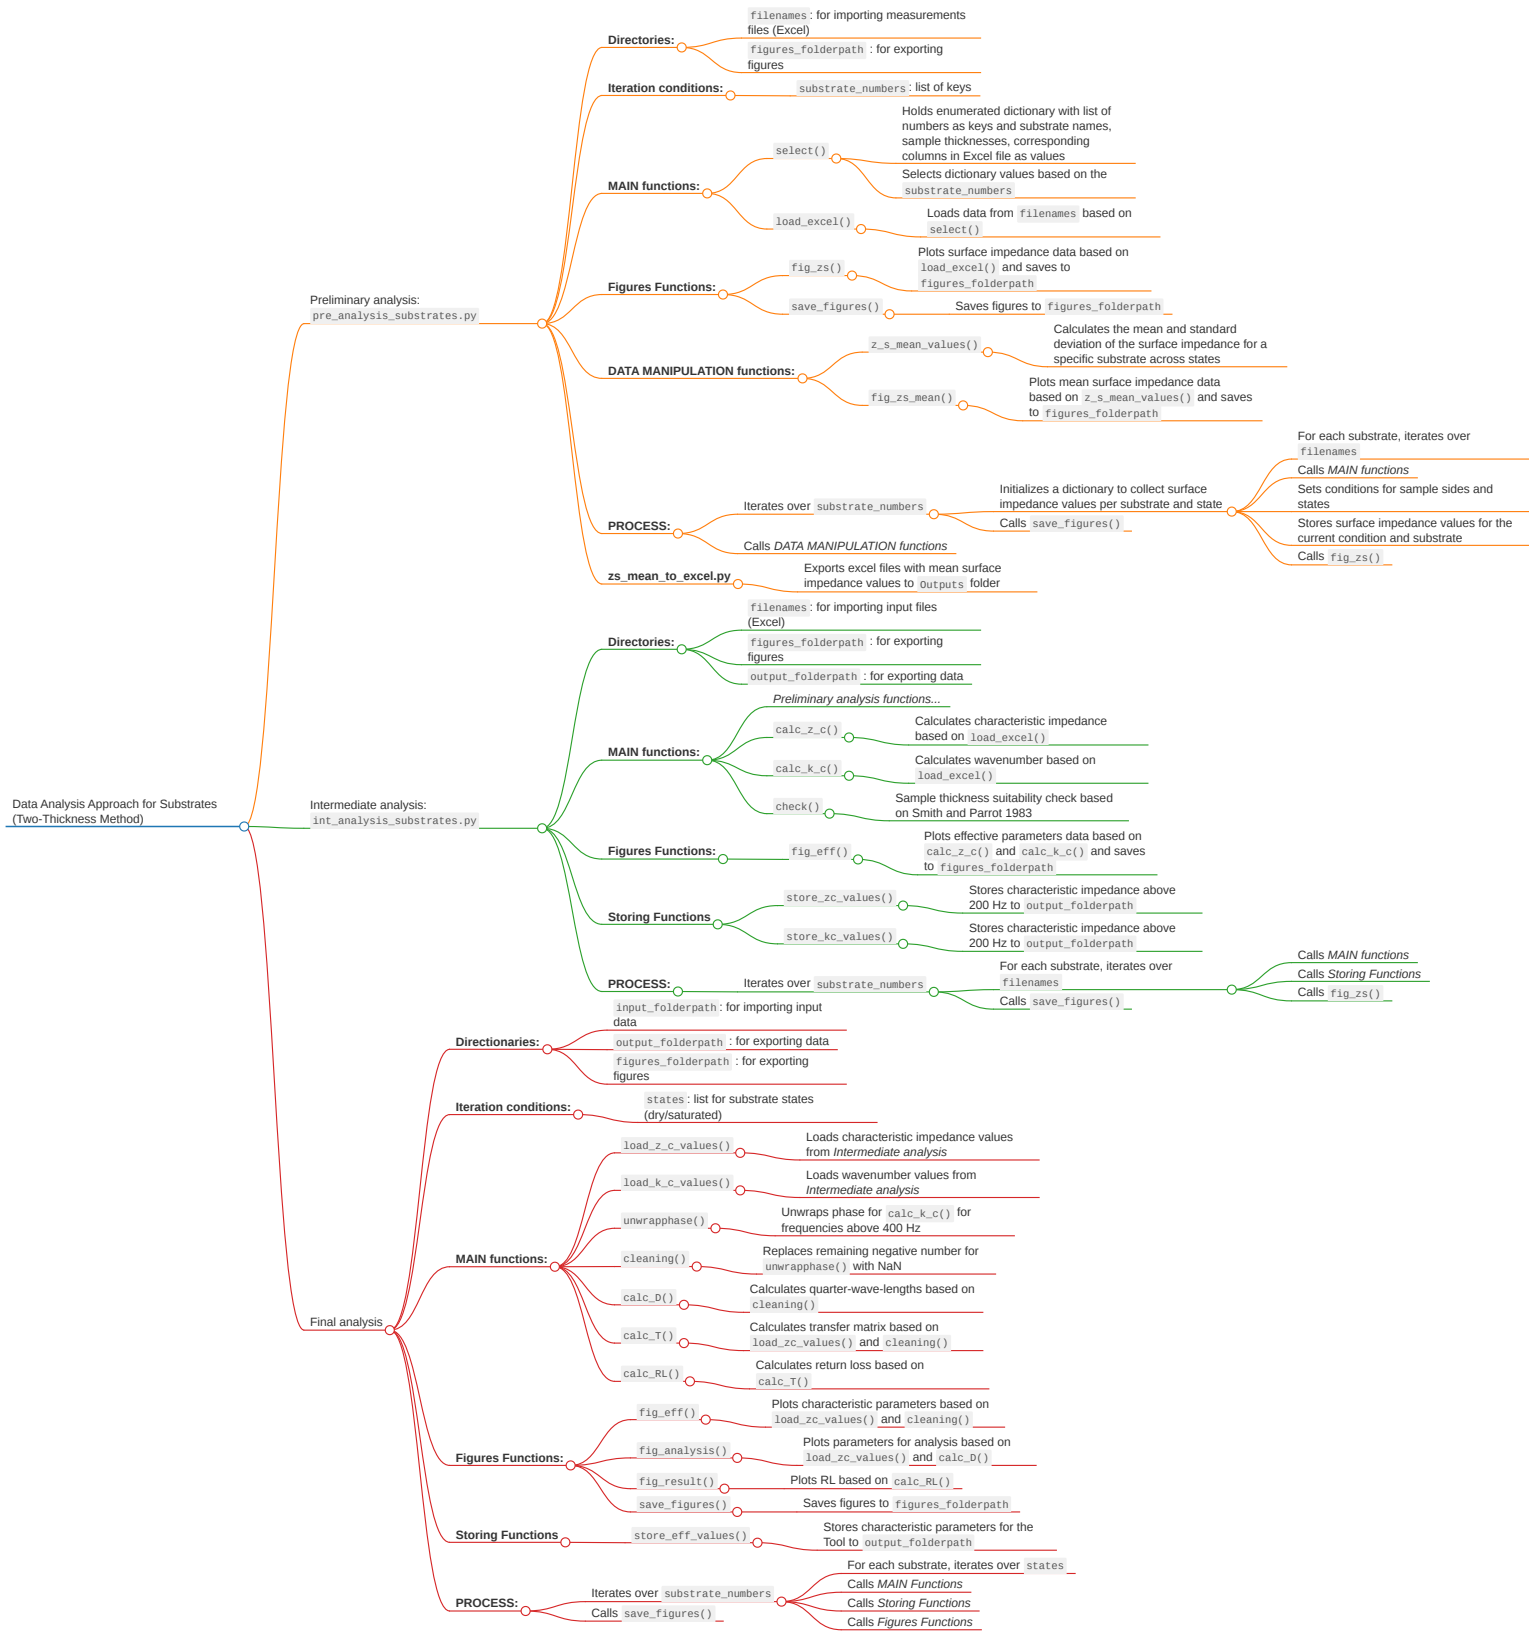 Data Analysis Approach for Substrates
(Two-Thickness Method)
Preliminary analysis:
pre_analysis_substrates.py
Directories:
filenames: for importing measurements
files (Excel)
figures_folderpath : for exporting
figures
Iteration conditions:
substrate_numbers: list of keys
MAIN functions:
select()
Holds enumerated dictionary with list of
numbers as keys and substrate names,
sample thicknesses, corresponding
columns in Excel file as values
Selects dictionary values based on the
substrate_numbers
load_excel()
Loads data from filenames based on
select()
Figures Functions:
fig_zs()
Plots surface impedance data based on
load_excel() and saves to
figures_folderpath
save_figures()
Saves figures to figures_folderpath
DATA MANIPULATION functions:
z_s_mean_values()
Calculates the mean and standard
deviation of the surface impedance for a
specific substrate across states
fig_zs_mean()
Plots mean surface impedance data
based on z_s_mean_values() and saves
to figures_folderpath
PROCESS:
Iterates over substrate_numbers
Initializes a dictionary to collect surface
impedance values per substrate and state
For each substrate, iterates over
filenames
Calls MAIN functions
Sets conditions for sample sides and
states
Stores surface impedance values for the
current condition and substrate
Calls fig_zs()
Calls save_figures()
Calls DATA MANIPULATION functions
zs_mean_to_excel.py
Exports excel files with mean surface
impedance values to Outputs folder
Intermediate analysis:
int_analysis_substrates.py
Directories:
filenames: for importing input files
(Excel)
figures_folderpath : for exporting
figures
output_folderpath : for exporting data
MAIN functions:
Preliminary analysis functions...
calc_z_c()
Calculates characteristic impedance
based on load_excel()
calc_k_c()
Calculates wavenumber based on
load_excel()
check()
Sample thickness suitability check based
on Smith and Parrot 1983
Figures Functions:
fig_eff()
Plots effective parameters data based on
calc_z_c() and calc_k_c() and saves
to figures_folderpath
Storing Functions
store_zc_values()
Stores characteristic impedance above
200 Hz to output_folderpath
store_kc_values()
Stores characteristic impedance above
200 Hz to output_folderpath
PROCESS:
Iterates over substrate_numbers
For each substrate, iterates over
filenames
Calls MAIN functions
Calls Storing Functions
Calls fig_zs()
Calls save_figures()
Final analysis
Directionaries:
input_folderpath: for importing input
data
output_folderpath : for exporting data
figures_folderpath : for exporting
figures
Iteration conditions:
states: list for substrate states
(dry/saturated)
MAIN functions:
load_z_c_values()
Loads characteristic impedance values
from Intermediate analysis
load_k_c_values()
Loads wavenumber values from
Intermediate analysis
unwrapphase()
Unwraps phase for calc_k_c() for
frequencies above 400 Hz
cleaning()
Replaces remaining negative number for
unwrapphase() with NaN
calc_D()
Calculates quarter-wave-lengths based on
cleaning()
calc_T()
Calculates transfer matrix based on
load_zc_values() and cleaning()
calc_RL()
Calculates return loss based on
calc_T()
Figures Functions:
fig_eff()
Plots characteristic parameters based on
load_zc_values() and cleaning()
fig_analysis()
Plots parameters for analysis based on
load_zc_values() and calc_D()
fig_result()
Plots RL based on calc_RL()
save_figures()
Saves figures to figures_folderpath
Storing Functions
store_eff_values()
Stores characteristic parameters for the
Tool to output_folderpath
PROCESS:
Iterates over substrate_numbers
For each substrate, iterates over states
Calls MAIN Functions
Calls Storing Functions
Calls Figures Functions
Calls save_figures()